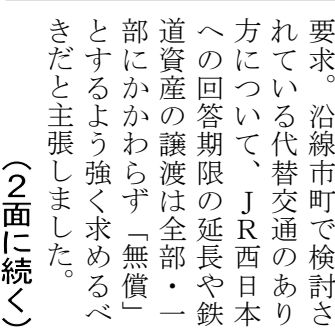 要求。沿線市町で検討さ
れている代替交通のあり
方について、JR西日本
への回答期限の延長や鉄
道資産の譲渡は全部・一
部にかかわらず「無償」
とするよう強く求めるべ
きだと主張しました。
(2面に続く)